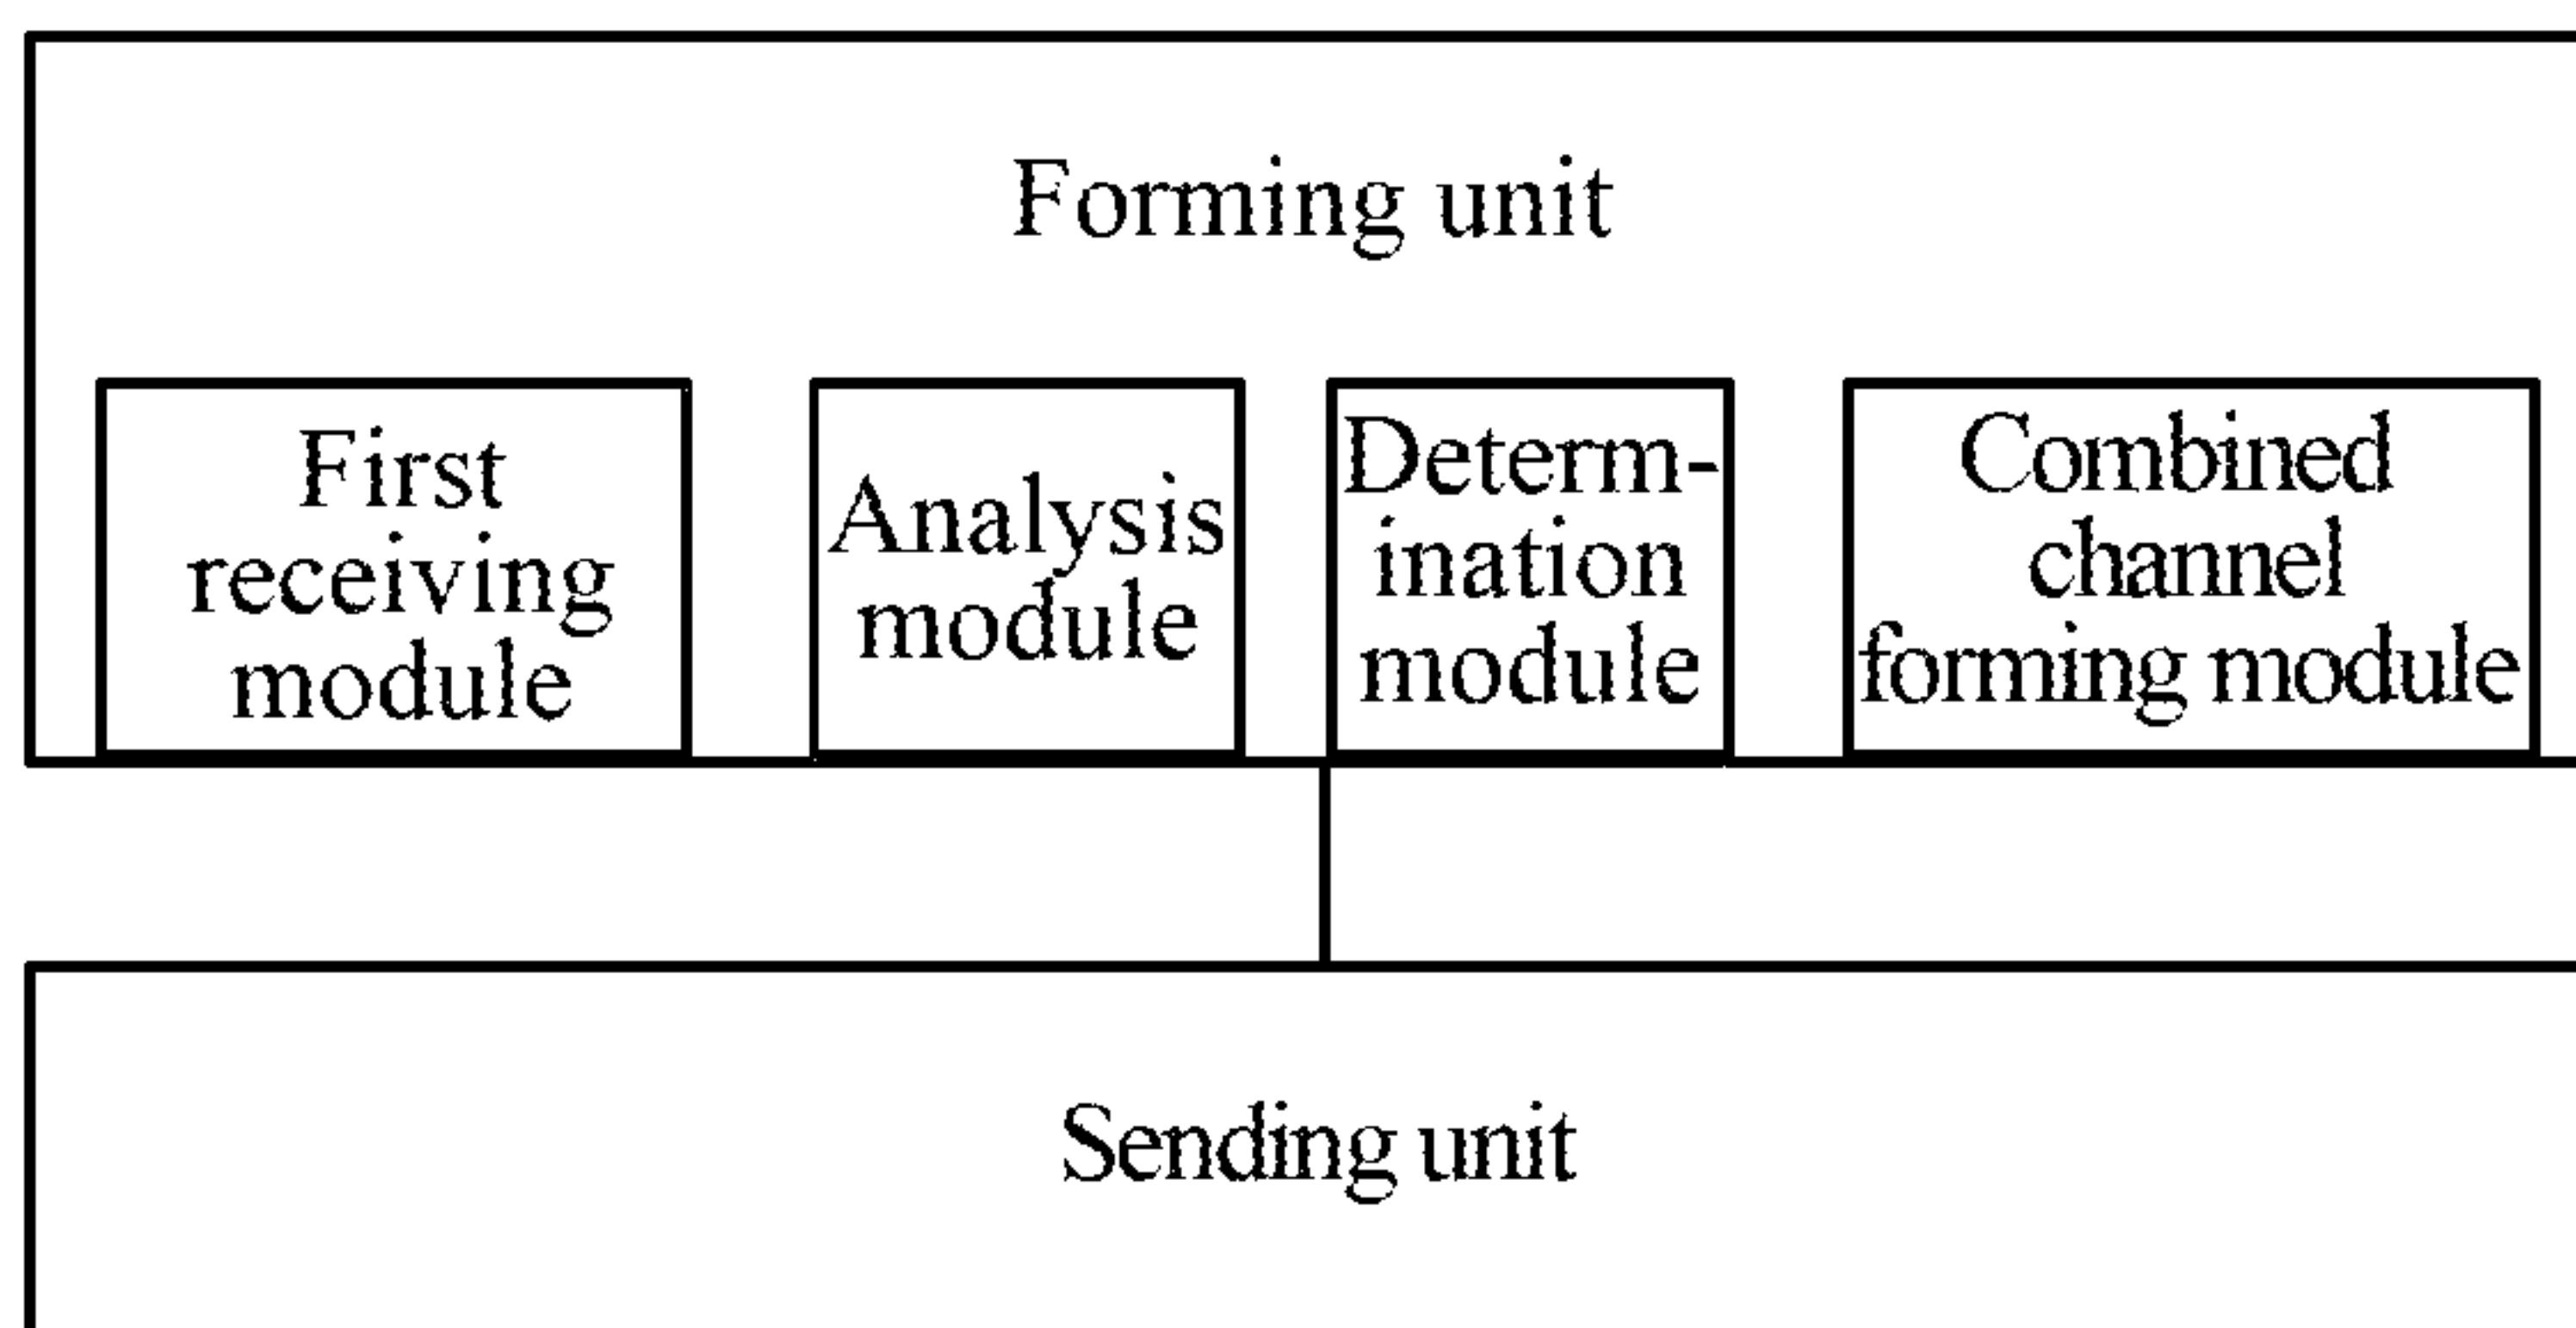 Forming unit
First
receiving
module
Analysis
module
Determ-
ination
module
Combined
channel
forming module
Sending unit